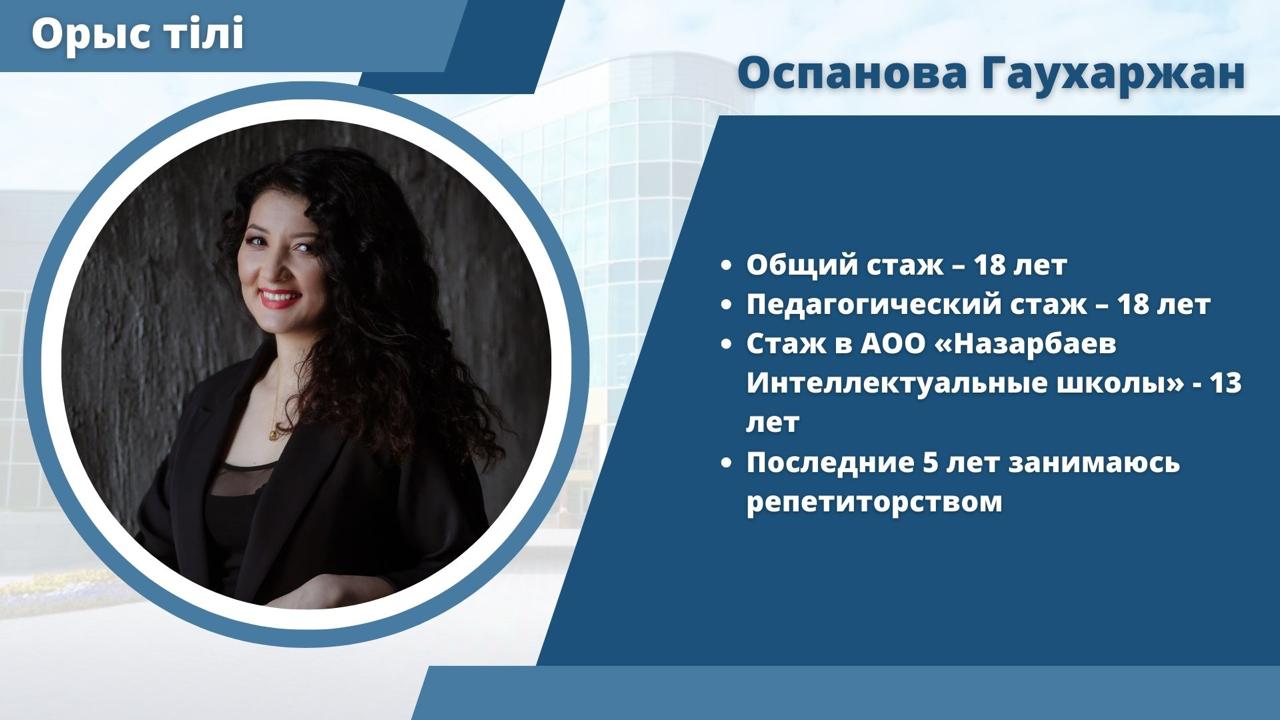 Орыс тілі
Оспанова Гаухаржан
• Общий стаж – 18 лет
• Педагогический стаж – 18 лет
• Стаж в АОО «Назарбаев
Интеллектуальные школы» - 13
лет
• Последние 5 лет занимаюсь
репетиторством